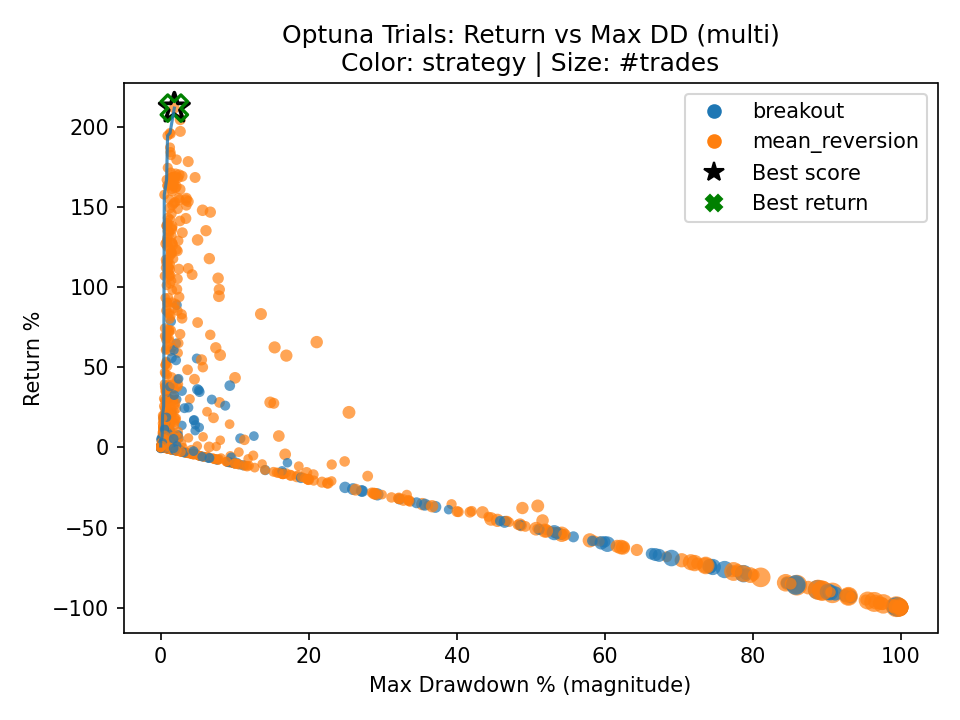 Optuna Trials: Return vs Max DD (multi)
Color: strategy | Size: #trades
breakout
mean_reversion
Best score
Best return
Return %
200
150
100
50
0
−50
−100
0
20
40
60
80
100
Max Drawdown % (magnitude)